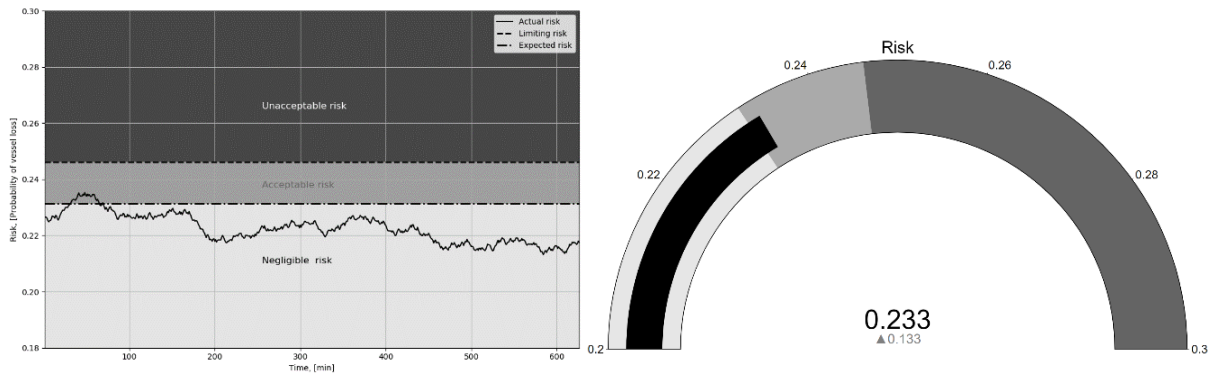 0.30
0.28
0.26
0.24
0.22
0.20
0.18
Risk, [Probability of vessel loss]
Actual risk
Limiting risk
Expected risk
Unacceptable risk
Acceptable risk
Negligible risk
100
200
300
400
500
600
Time, [min]
Risk
0.2
0.22
0.24
0.26
0.28
0.3
0.233
▲0.133